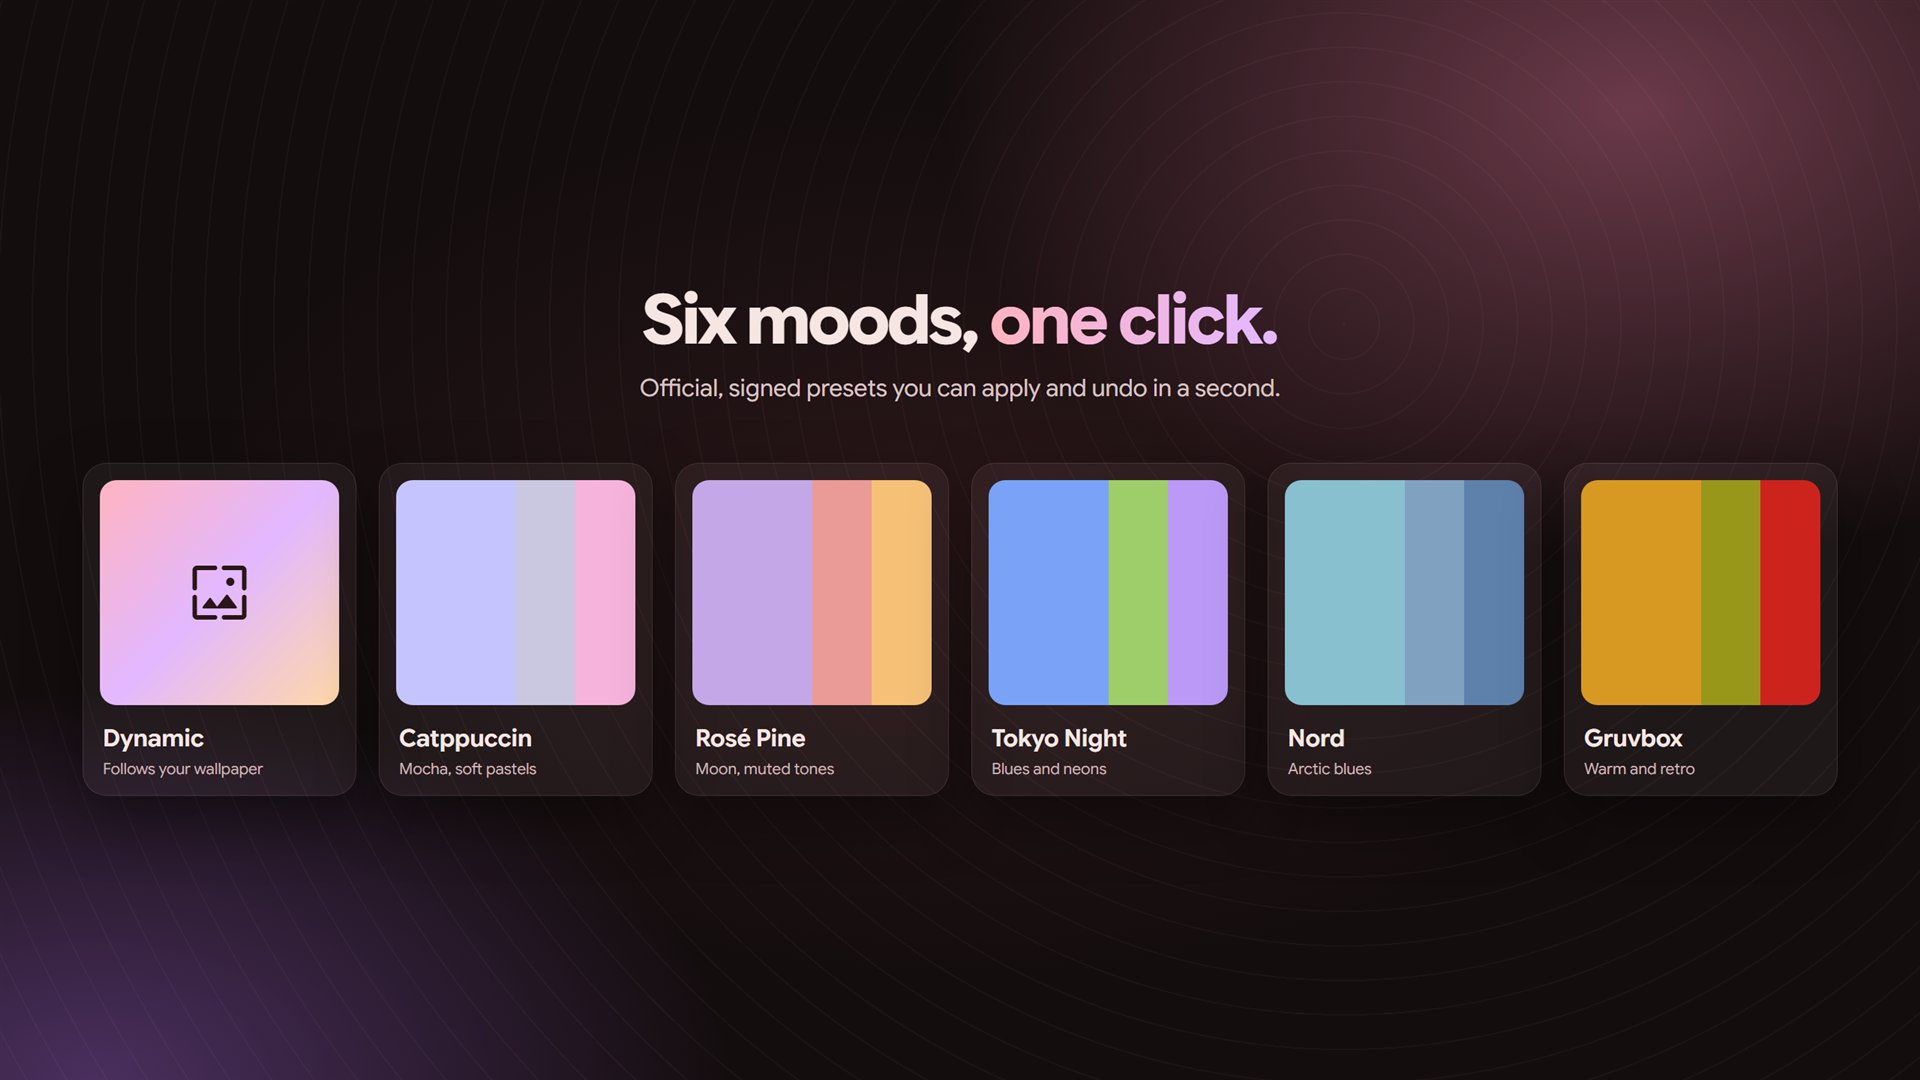 Six moods, one click.
Official, signed presets you can apply and undo in a second.
Dynamic
Follows your wallpaper
Catppuccin
Mocha, soft pastels
Rosé Pine
Moon, muted tones
Tokyo Night
Blues and neons
Nord
Arctic blues
Gruvbox
Warm and retro